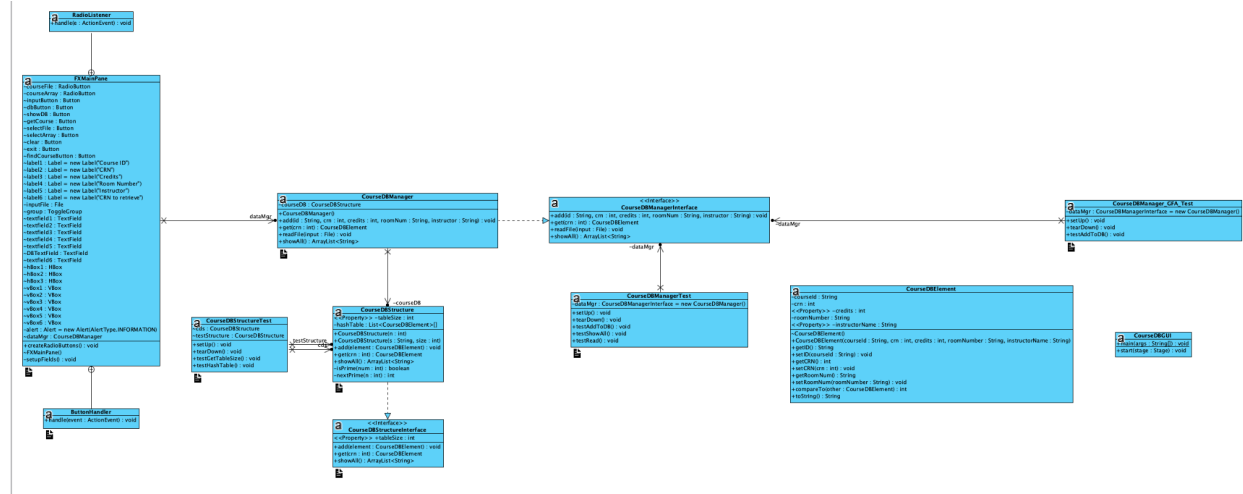 RadioListener
+handle(e : ActionEvent) : void
FXMainPane
-courseFile : RadioButton
-courseArray : RadioButton
-inputButton : Button
-dbButton : Button
-showDB : Button
-getCourse : Button
-selectFile : Button
-selectArray : Button
-clear : Button
-exit : Button
-findCourseButton : Button
-label1 : Label = new Label("Course ID")
-label2 : Label = new Label("CRN")
-label3 : Label = new Label("Credits")
-label4 : Label = new Label("Room Number")
-label5 : Label = new Label("Instructor")
-label6 : Label = new Label("CRN to retrieve")
-inputFile : File
-group : ToggleGroup
-textfield1 : TextField
-textfield2 : TextField
-textfield3 : TextField
-textfield4 : TextField
-textfield5 : TextField
-DBTextField : TextField
-textfield6 : TextField
-hBox1 : HBox
-hBox2 : HBox
-hBox3 : HBox
-vBox1 : VBox
-vBox2 : VBox
-vBox3 : VBox
-vBox4 : VBox
-vBox5 : VBox
-vBox6 : VBox
-alert : Alert = new Alert(AlertType.INFORMATION)
-dataMgr : CourseDBManager
+createRadioButtons() : void
~FXMainPane()
-setupFields() : void
ButtonHandler
+handle(event : ActionEvent) : void
dataMgr
CourseDBManager
-courseDB : CourseDBStructure
+CourseDBManager()
+add(id : String, crn : int, credits : int, roomNum : String, instructor : String) : void
+get(crn : int) : CourseDBElement
+readFile(input : File) : void
+showAll() : ArrayList<String>
-courseDB
CourseDBStructureTest
testStructure : CourseDBStructure
+setUp() : void
+tearDown() : void
+testGetTableSize() : void
+testHashTable() : void
testStructure
CourseDBStructure
<<Property>> -tableSize : int
-hashTable : List<CourseDBElement>[]
+CourseDBStructure(n : int)
+CourseDBStructure(s : String, size : int)
+add(element : CourseDBElement) : void
+get(crn : int) : CourseDBElement
+showAll() : ArrayList<String>
-isPrime(num : int) : boolean
-nextPrime(n : int) : int
<<Interface>>
CourseDBStructureInterface
<<Property>> +tableSize : int
+add(element : CourseDBElement) : void
+get(crn : int) : CourseDBElement
+showAll() : ArrayList<String>
<<Interface>>
CourseDBManagerInterface
+add(id : String, crn : int, credits : int, roomNum : String, instructor : String) : void
+get(crn : int) : CourseDBElement
+readFile(input : File) : void
+showAll() : ArrayList<String>
-dataMgr
-dataMgr
CourseDBManagerTest
-dataMgr : CourseDBManagerInterface = new CourseDBManager()
+setUp() : void
+tearDown() : void
+testAddToDB() : void
+testShowAll() : void
+testRead() : void
CourseDBManager_GFA_Test
-dataMgr : CourseDBManagerInterface = new CourseDBManager()
+setUp() : void
+tearDown() : void
+testAddToDB() : void
CourseDBElement
-courseId : String
-crn : int
<<Property>> -credits : int
-roomNumber : String
<<Property>> -instructorName : String
~CourseDBElement()
+CourseDBElement(courseId : String, crn : int, credits : int, roomNumber : String, instructorName : String)
+getID() : String
+setID(courseId : String) : void
+getCRN() : int
+setCRN(crn : int) : void
+getRoomNum() : String
+setRoomNum(roomNumber : String) : void
+compareTo(other : CourseDBElement) : int
+toString() : String
CourseDBGUI
+main(args : String[]) : void
+start(stage : Stage) : void